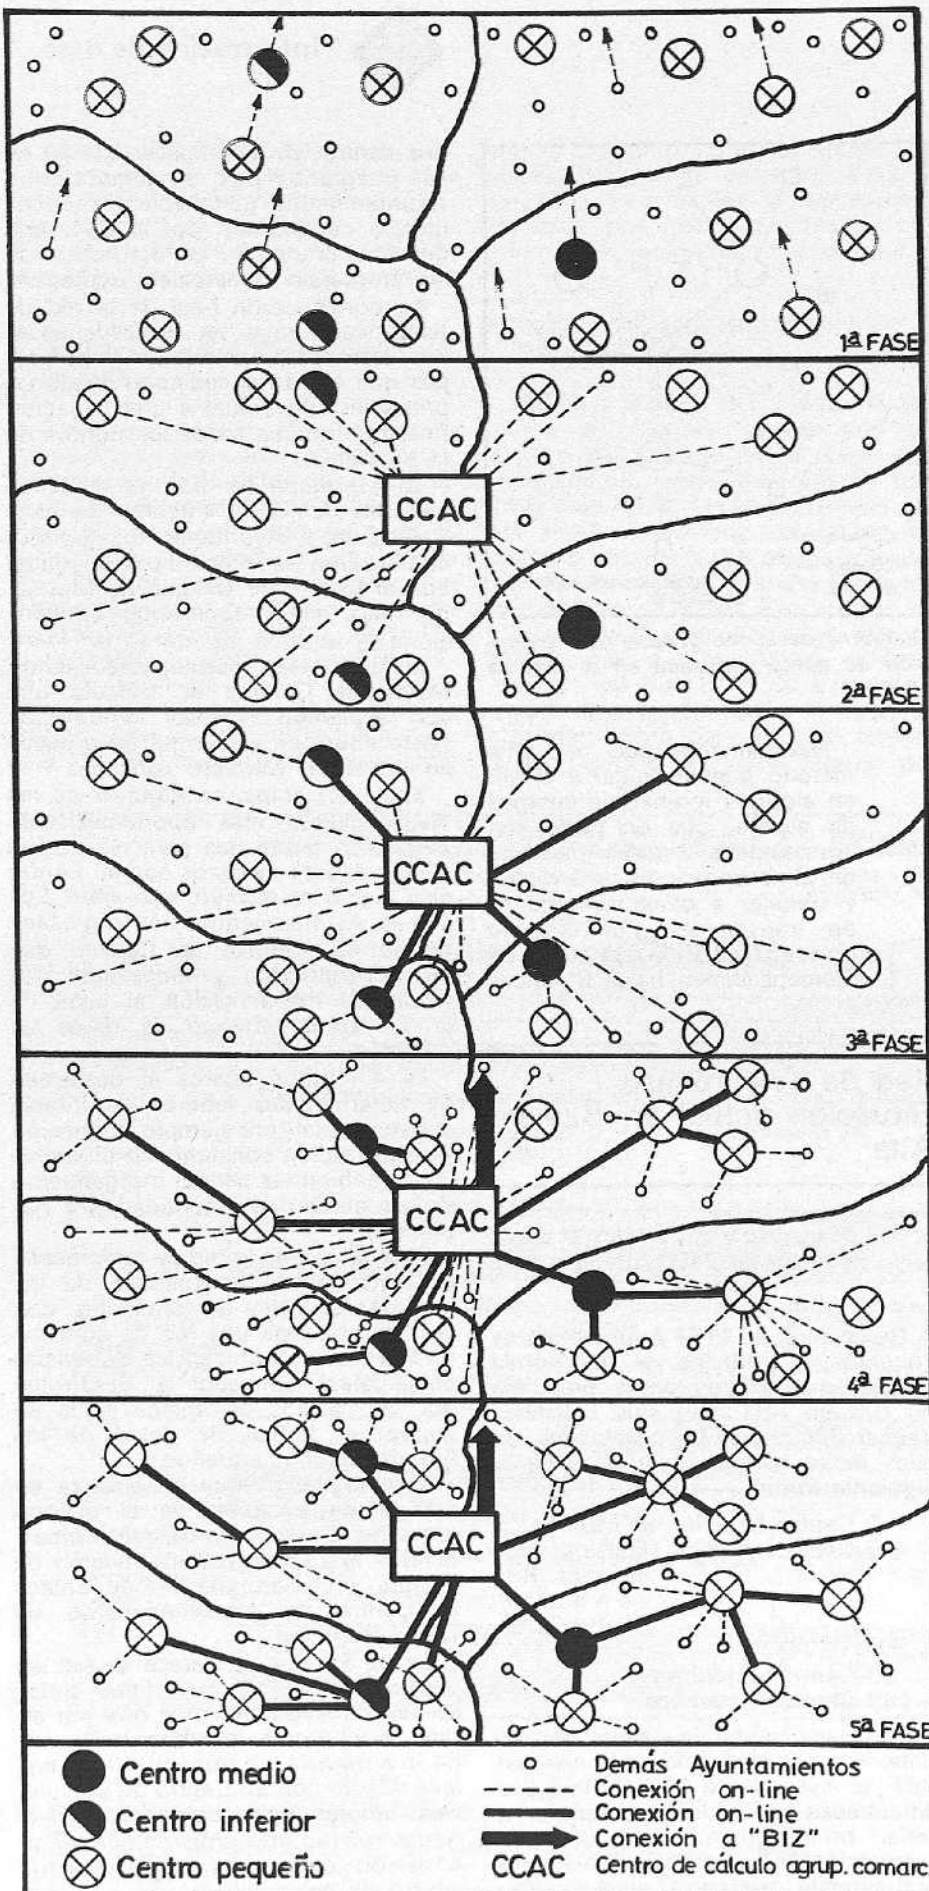 1ª FASE
CCAC
2ª FASE
CCAC
3ª FASE
CCAC
4ª FASE
CCAC
5ª FASE
Centro medio
Centro inferior
Centro pequeño
Demás Ayuntamientos
Conexión on-line
Conexión on-line
Conexión a "BIZ"
CCAC Centro de cálculo agrup. comarc